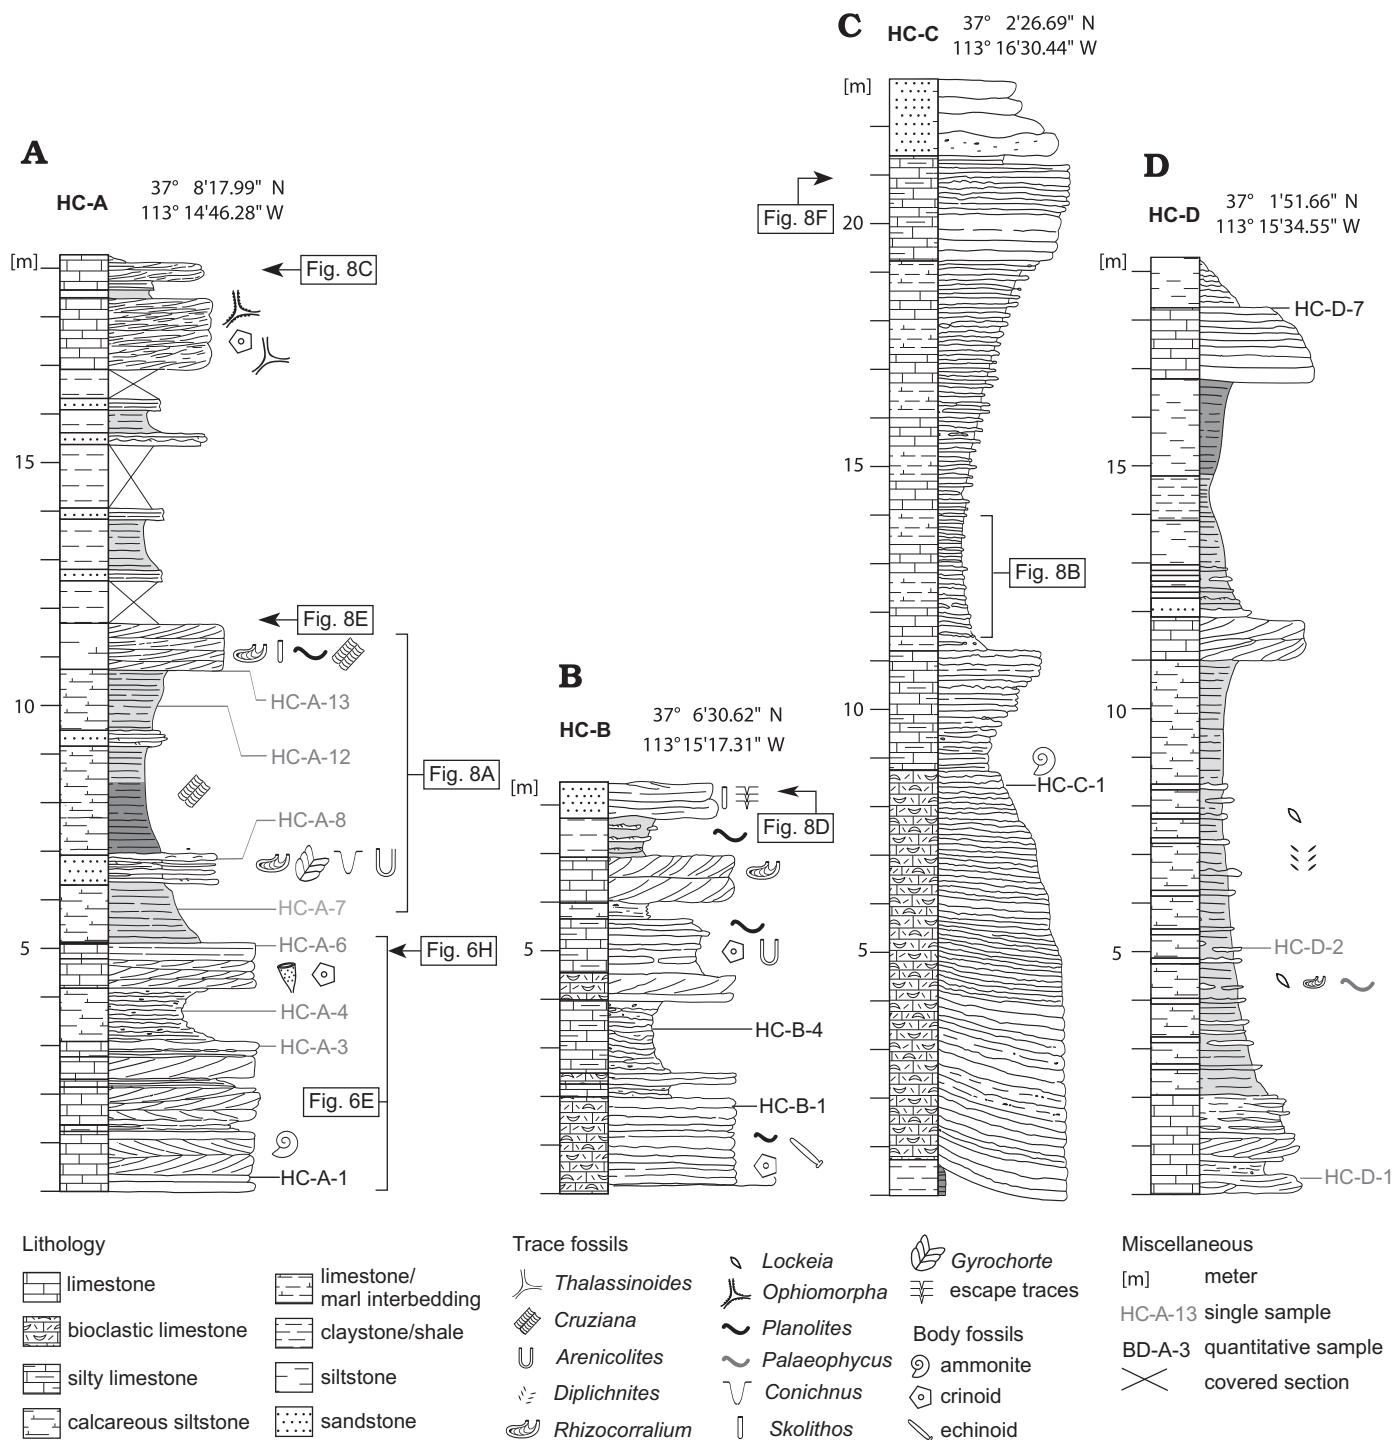 C
HC-C
37° 2'26.69" N
113° 16'30.44" W
[m]
Fig. 8F
20
15
Fig. 8B
10
HC-C-1
5
A
HC-A
37° 8'17.99" N
113° 14'46.28" W
[m]
Fig. 8C
15
Fig. 8E
10
HC-A-13
HC-A-12
Fig. 8A
HC-A-8
HC-A-7
HC-A-6
5
Fig. 6H
HC-A-4
HC-A-3
Fig. 6E
HC-A-1
B
HC-B
37° 6'30.62" N
113° 15'17.31" W
[m]
Fig. 8D
5
HC-B-4
HC-B-1
D
HC-D
37° 1'51.66" N
113° 15'34.55" W
[m]
HC-D-7
15
10
5
HC-D-2
HC-D-1
Lithology
limestone
bioclastic limestone
silty limestone
calcareous siltstone
limestone/
marl interbedding
claystone/shale
siltstone
sandstone
Trace fossils
Thalassinoides
Cruziana
Arenicolites
Diplichnites
Rhizocorralium
Lockeia
Ophiomorpha
Planolites
Palaeophycus
Conichnus
Skolithos
Gyrochorte
escape traces
Body fossils
ammonite
crinoid
echinoid
Miscellaneous
[m] meter
HC-A-13 single sample
BD-A-3 quantitative sample
covered section